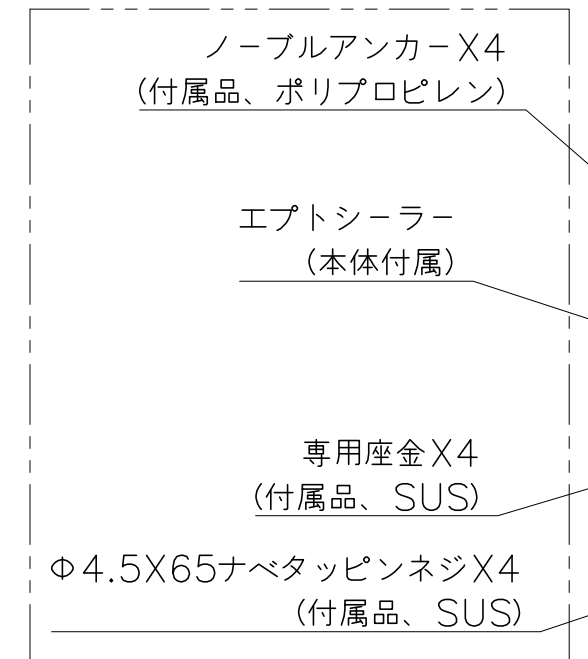 ノーブルアンカーX4
(付属品、ポリプロピレン)
エプトシーラー
(本体付属)
専用座金X4
(付属品、SUS)
Φ4.5X65ナベタッピンネジX4
(付属品、SUS)